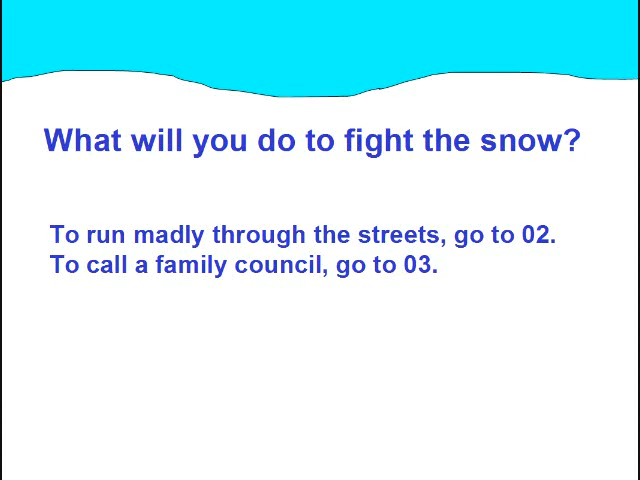 What will you do to fight the snow?
To run madly through the streets, go to 02.
To call a family council, go to 03.